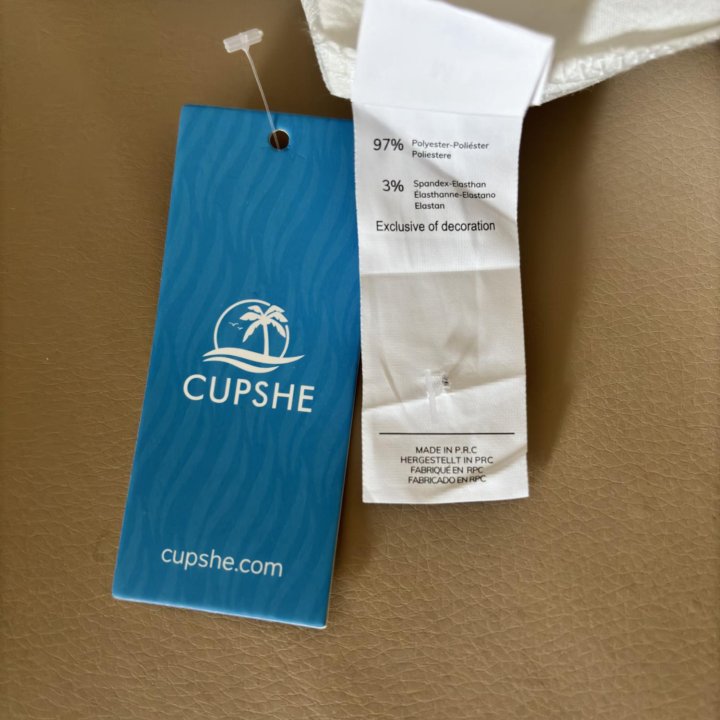 CUPSHE
cupshe.com
97% Polyester-Poliéster
Poliestere
3% Spandex-Elasthan
Élasthanne-Elastano
Elastan
Exclusive of decoration
MADE IN P.R.C
HERGESTELLT IN PRC
FABRIQUÉ EN RPC
FABRICADO EN RPC